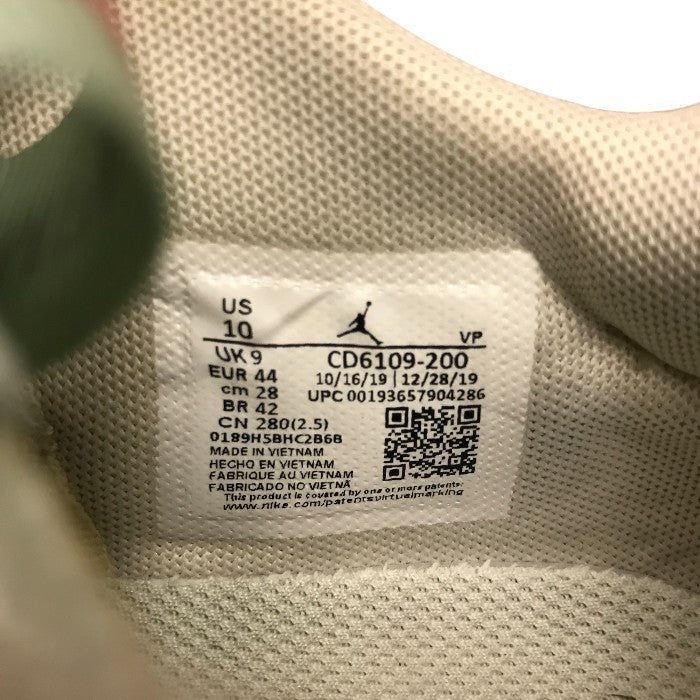 US
10
VP
UK 9
CD6109-200
EUR 44
10/16/19 | 12/28/19
cm 28
UPC 00193657904286
BR 42
CN 280(2.5)
0189H5BHC2B6B
MADE IN VIETNAM
HECHO EN VIETNAM
FABRIQUE AU VIETNAM
FABRICADO NO VIETNÃ
This product is covered by one or more patents.
www.nike.com/patentsvirtualmarking